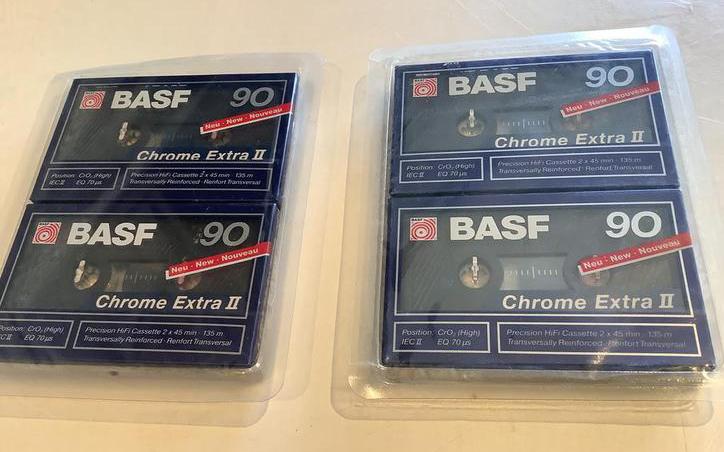 BASF 90
Neu · New · Nouveau
Chrome Extra II
Position: CrO₂ (High)
IEC II EQ 70 µs
Precision HiFi Cassette 2 x 45 min · 135 m
Transversally Reinforced · Renfort Transversal
BASF 90
Neu · New · Nouveau
Chrome Extra II
Position: CrO₂ (High)
IEC II EQ 70 µs
Precision HiFi Cassette 2 x 45 min · 135 m
Transversally Reinforced · Renfort Transversal
BASF 90
Neu · New · Nouveau
Chrome Extra II
Position: CrO₂ (High)
IEC II EQ 70 µs
Precision HiFi Cassette 2 x 45 min · 135 m
Transversally Reinforced · Renfort Transversal
BASF 90
Neu · New · Nouveau
Chrome Extra II
Position: CrO₂ (High)
IEC II EQ 70 µs
Precision HiFi Cassette 2 x 45 min · 135 m
Transversally Reinforced · Renfort Transversal